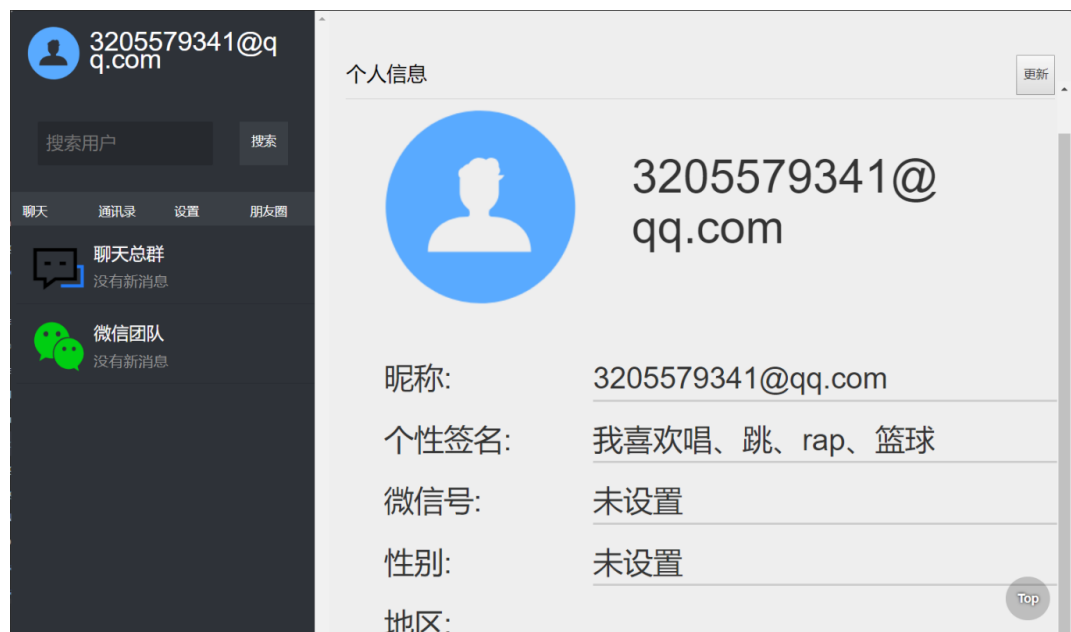 3205579341@q
q.com
搜索用户
搜索
聊天 通讯录 设置 朋友圈
聊天总群
没有新消息
微信团队
没有新消息
个人信息
更新
3205579341@
qq.com
昵称: 3205579341@qq.com
个性签名: 我喜欢唱、跳、rap、篮球
微信号: 未设置
性别: 未设置
地区:
Top